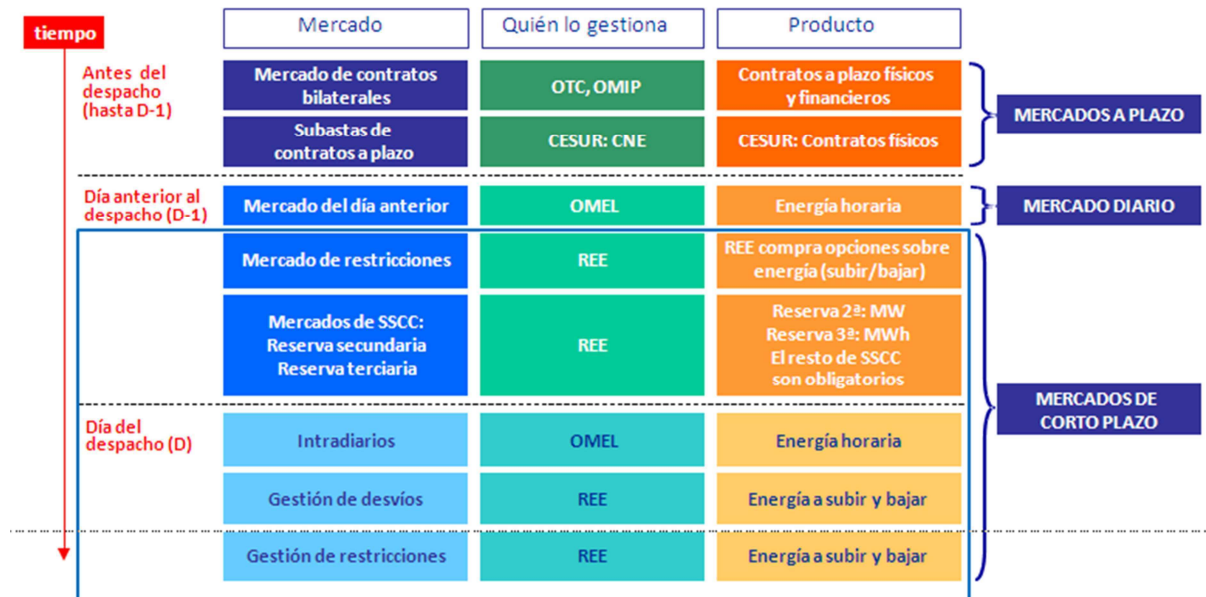 tiempo
Mercado
Quién lo gestiona
Producto
Antes del
despacho
(hasta D-1)
Mercado de contratos
bilaterales
OTC, OMIP
Contratos a plazo físicos
y financieros
MERCADOS A PLAZO
Subastas de
contratos a plazo
CESUR: CNE
CESUR: Contratos físicos
Día anterior al
despacho (D-1)
Mercado del día anterior
OMEL
Energía horaria
MERCADO DIARIO
Mercado de restricciones
REE
REE compra opciones sobre
energía (subir/bajar)
Mercados de SSCC:
Reserva secundaria
Reserva terciaria
REE
Reserva 2ª: MW
Reserva 3ª: MWh
El resto de SSCC
son obligatorios
MERCADOS DE
CORTO PLAZO
Día del
despacho (D)
Intradiarios
OMEL
Energía horaria
Gestión de desvíos
REE
Energía a subir y bajar
Gestión de restricciones
REE
Energía a subir y bajar